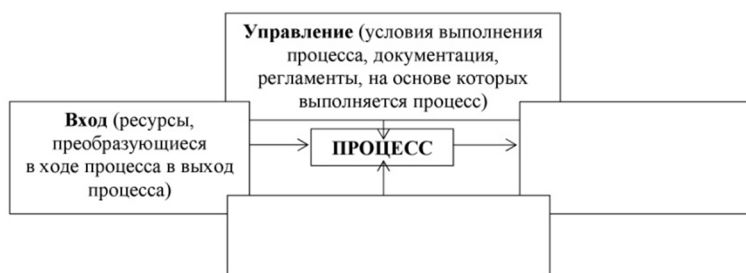 Управление (условия выполнения
процесса, документация,
регламенты, на основе которых
выполняется процесс)
Вход (ресурсы,
преобразующиеся
в ходе процесса в выход
процесса)
ПРОЦЕСС